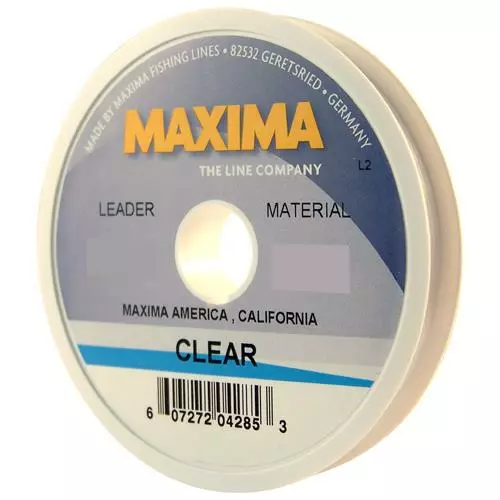 MADE BY MAXIMA FISHING LINES • 82532 GERETSRIED • GERMANY
MAXIMA
THE LINE COMPANY
L2
LEADER MATERIAL
MAXIMA AMERICA , CALIFORNIA
CLEAR
6 07272 04285 3